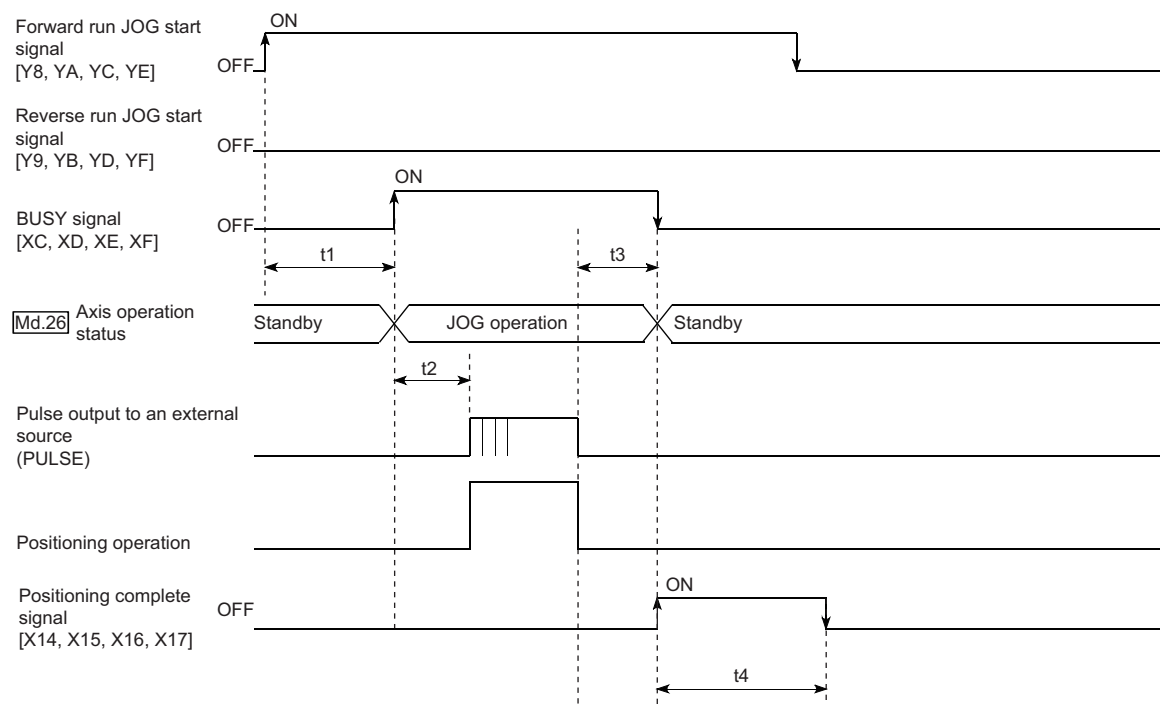 Forward run JOG start
signal
[Y8, YA, YC, YE]
OFF
ON
Reverse run JOG start
signal
[Y9, YB, YD, YF]
OFF
BUSY signal
[XC, XD, XE, XF]
OFF
ON
t1
t3
Md.26 Axis operation
status
Standby
JOG operation
Standby
t2
Pulse output to an external
source
(PULSE)
Positioning operation
Positioning complete
signal
[X14, X15, X16, X17]
OFF
ON
t4